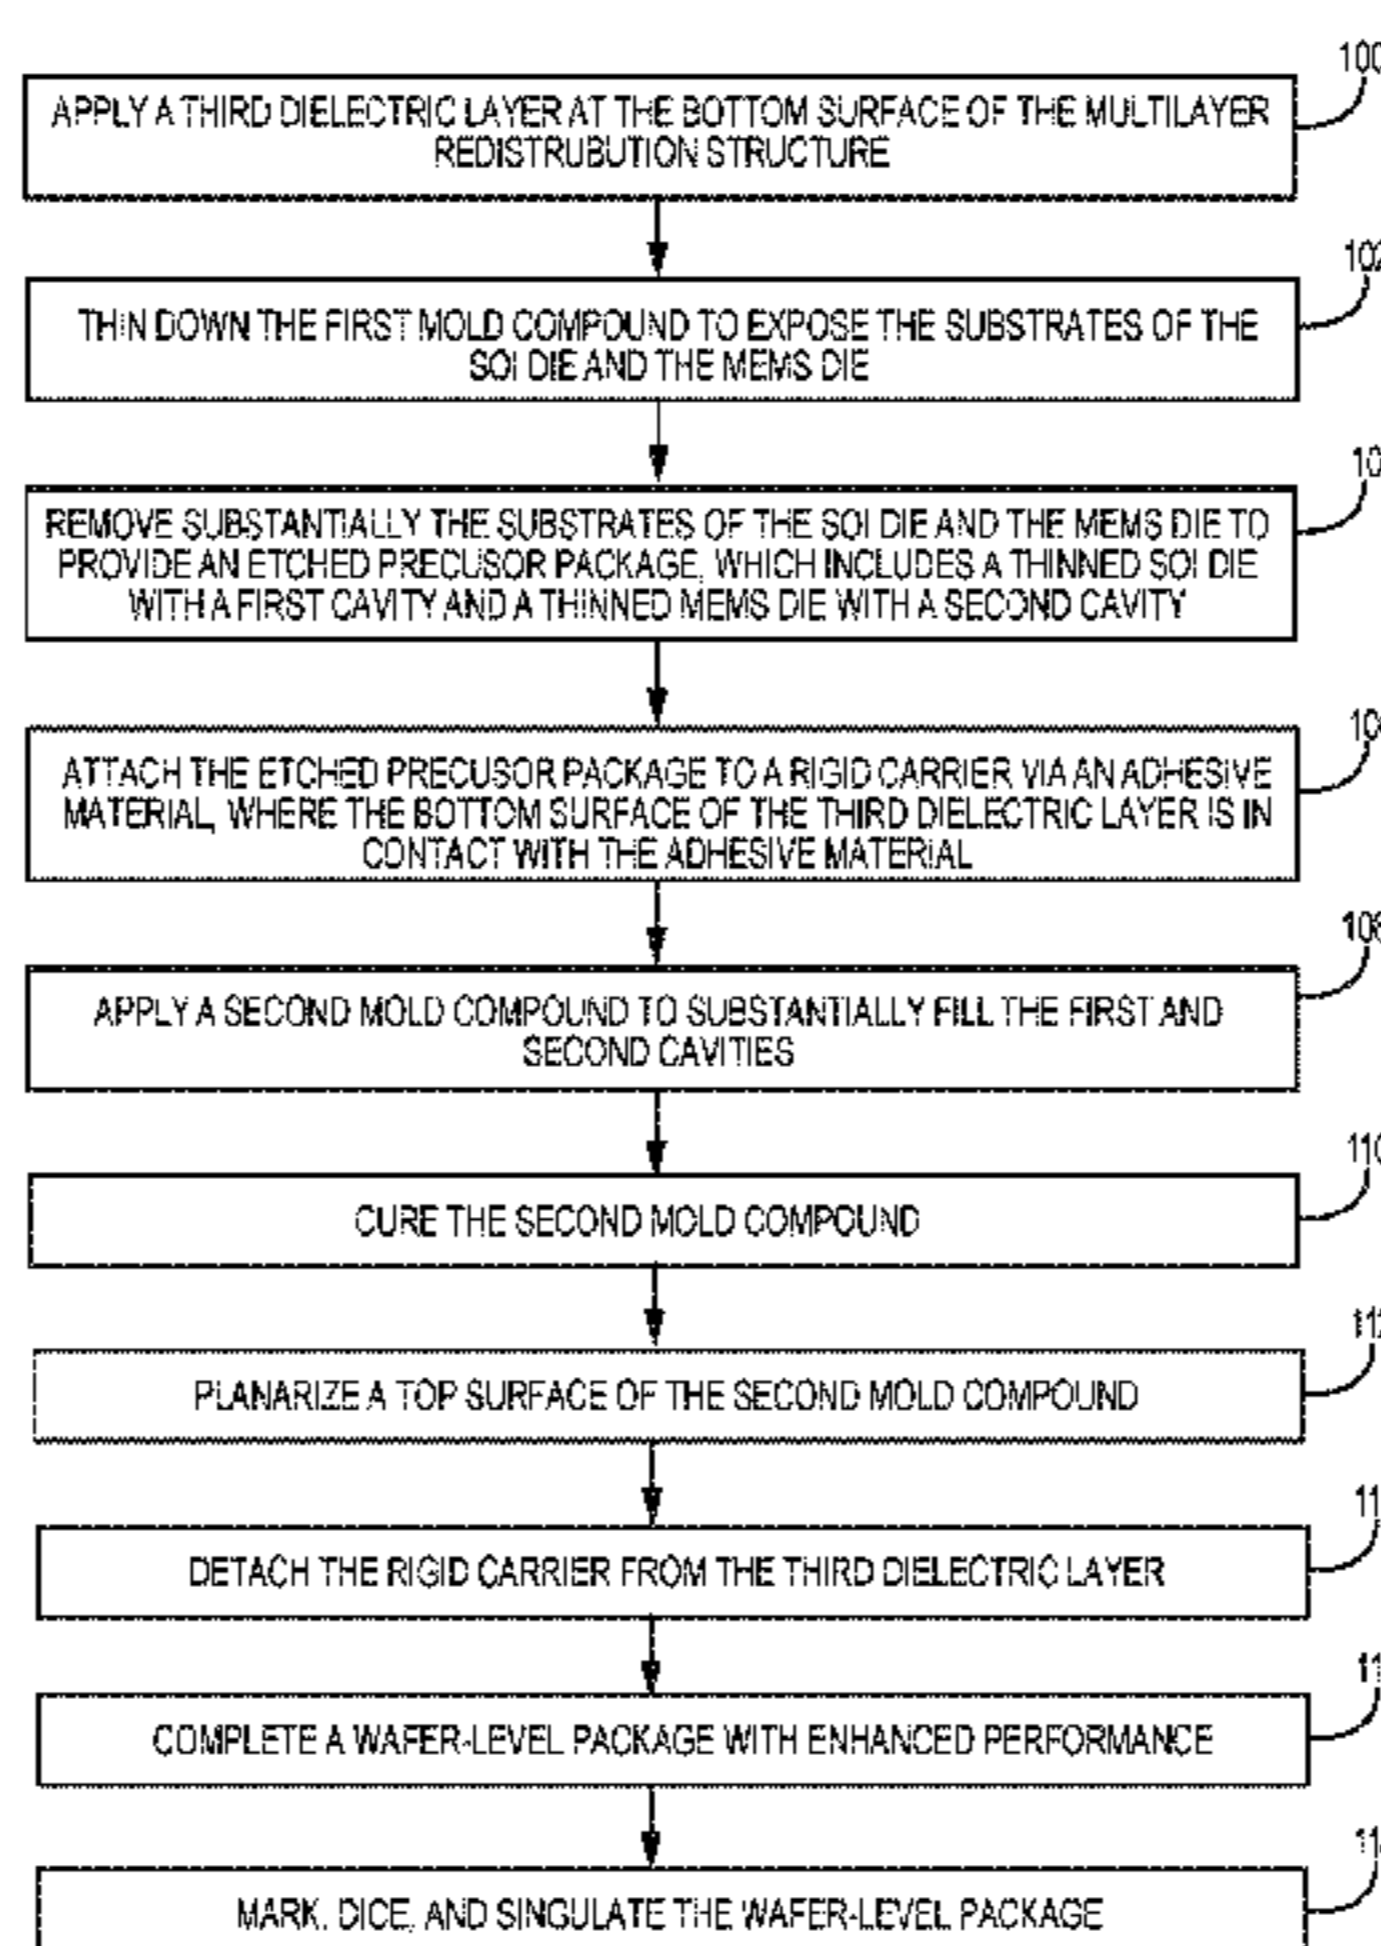 100
APPLY A THIRD DIELECTRIC LAYER AT THE BOTTOM SURFACE OF THE MULTILAYER
REDISTRUBUTION STRUCTURE
102
THIN DOWN THE FIRST MOLD COMPOUND TO EXPOSE THE SUBSTRATES OF THE
SOI DIE AND THE MEMS DIE
REMOVE SUBSTANTIALLY THE SUBSTRATES OF THE SOI DIE AND THE MEMS DIE TO
PROVIDE AN ETCHED PRECUSOR PACKAGE, WHICH INCLUDES A THINNED SOI DIE
WITH A FIRST CAVITY AND A THINNED MEMS DIE WITH A SECOND CAVITY
ATTACH THE ETCHED PRECUSOR PACKAGE TO A RIGID CARRIER VIA AN ADHESIVE
MATERIAL, WHERE THE BOTTOM SURFACE OF THE THIRD DIELECTRIC LAYER IS IN
CONTACT WITH THE ADHESIVE MATERIAL
108
APPLY A SECOND MOLD COMPOUND TO SUBSTANTIALLY FILL THE FIRST AND
SECOND CAVITIES
110
CURE THE SECOND MOLD COMPOUND
112
PLANARIZE A TOP SURFACE OF THE SECOND MOLD COMPOUND
DETACH THE RIGID CARRIER FROM THE THIRD DIELECTRIC LAYER
COMPLETE A WAFER-LEVEL PACKAGE WITH ENHANCED PERFORMANCE
MARK, DICE, AND SINGULATE THE WAFER-LEVEL PACKAGE